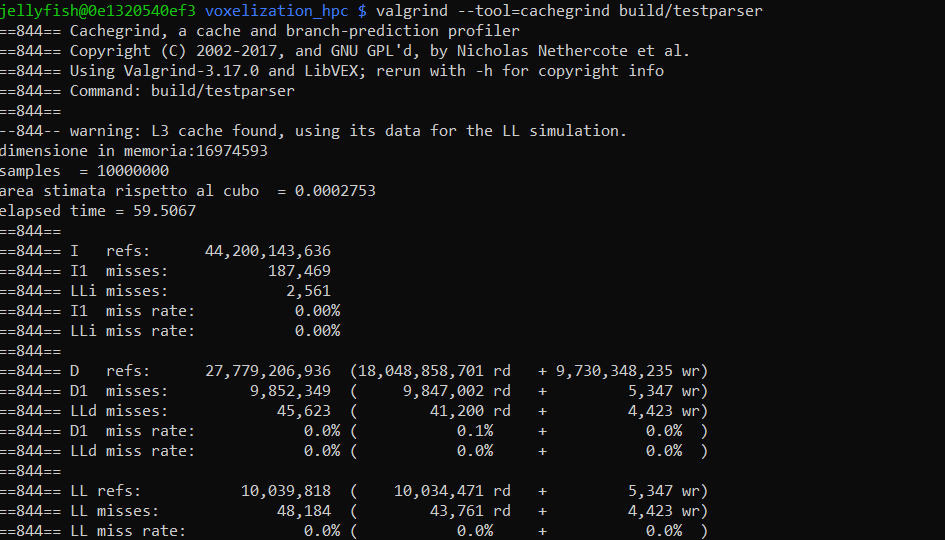 jellyfish@0e1320540ef3 voxelization_hpc $ valgrind --tool=cachegrind build/testparser
==844== Cachegrind, a cache and branch-prediction profiler
==844== Copyright (C) 2002-2017, and GNU GPL'd, by Nicholas Nethercote et al.
==844== Using Valgrind-3.17.0 and LibVEX; rerun with -h for copyright info
==844== Command: build/testparser
==844==
--844-- warning: L3 cache found, using its data for the LL simulation.
dimensione in memoria:16974593
samples  = 10000000
area stimata rispetto al cubo  = 0.0002753
elapsed time = 59.5067
==844==
==844== I   refs:      44,200,143,636
==844== I1  misses:           187,469
==844== LLi misses:             2,561
==844== I1  miss rate:           0.00%
==844== LLi miss rate:           0.00%
==844==
==844== D   refs:      27,779,206,936  (18,048,858,701 rd   + 9,730,348,235 wr)
==844== D1  misses:         9,852,349  (     9,847,002 rd   +         5,347 wr)
==844== LLd misses:            45,623  (        41,200 rd   +         4,423 wr)
==844== D1  miss rate:            0.0% (           0.1%     +           0.0%  )
==844== LLd miss rate:            0.0% (           0.0%     +           0.0%  )
==844==
==844== LL refs:           10,039,818  (    10,034,471 rd   +         5,347 wr)
==844== LL misses:             48,184  (        43,761 rd   +         4,423 wr)
==844== LL miss rate:             0.0% (           0.0%     +           0.0%  )